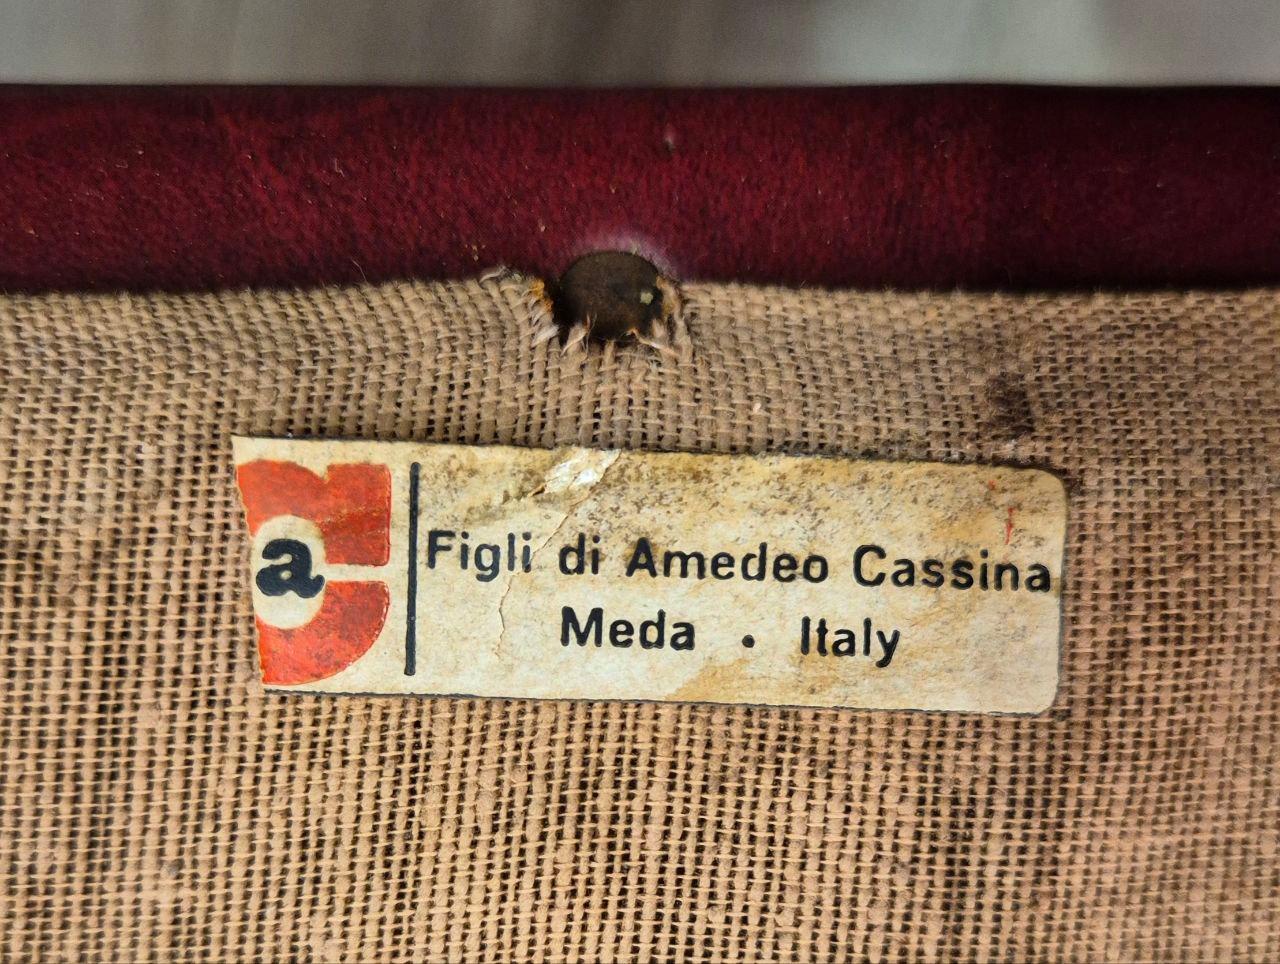 a
Figli di Amedeo Cassina
Meda · Italy